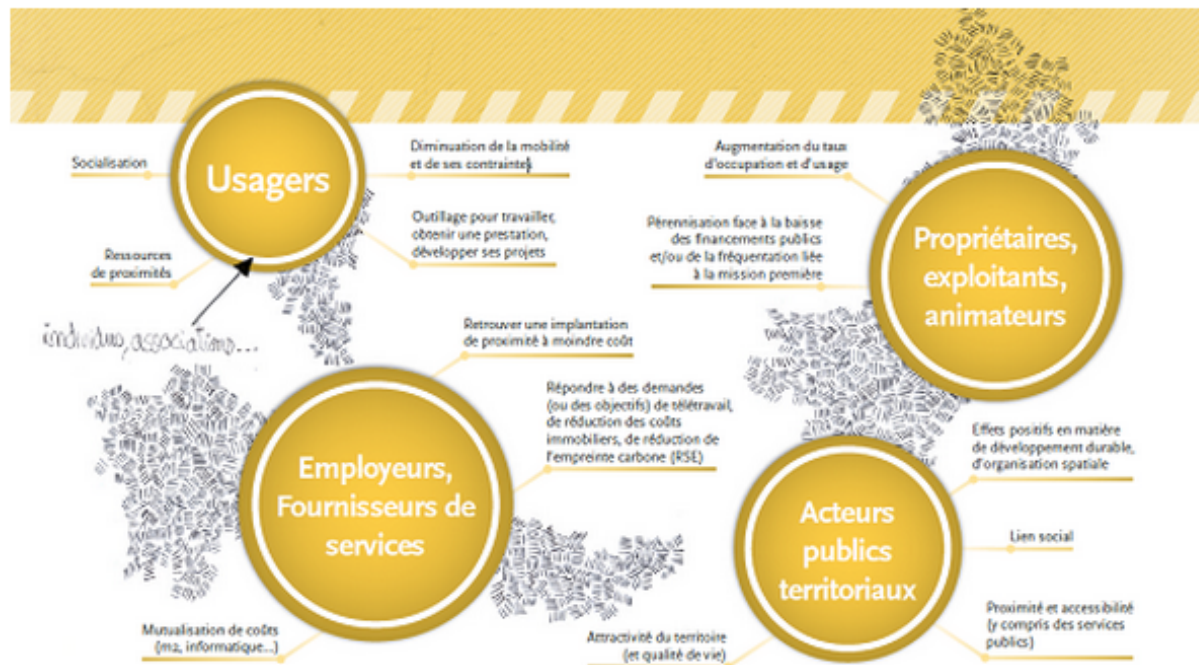 Usagers
Socialisation
Diminution de la mobilité
et de ses contraintes
Outillage pour travailler,
obtenir une prestation,
développer ses projets
Ressources
de proximités
individus, associations...
Augmentation du taux
d'occupation et d'usage
Pérennisation face à la baisse
des financements publics
et/ou de la fréquentation liée
à la mission première
Propriétaires,
exploitants,
animateurs
Retrouver une implantation
de proximité à moindre coût
Répondre à des demandes
(ou des objectifs) de télétravail,
de réduction des coûts
immobiliers, de réduction de
l'empreinte carbone (RSE)
Employeurs,
Fournisseurs de
services
Mutualisation de coûts
(m2, informatique...)
Effets positifs en matière
de développement durable,
d'organisation spatiale
Acteurs
publics
territoriaux
Lien social
Proximité et accessibilité
(y compris des services
publics)
Attractivité du territoire
(et qualité de vie)